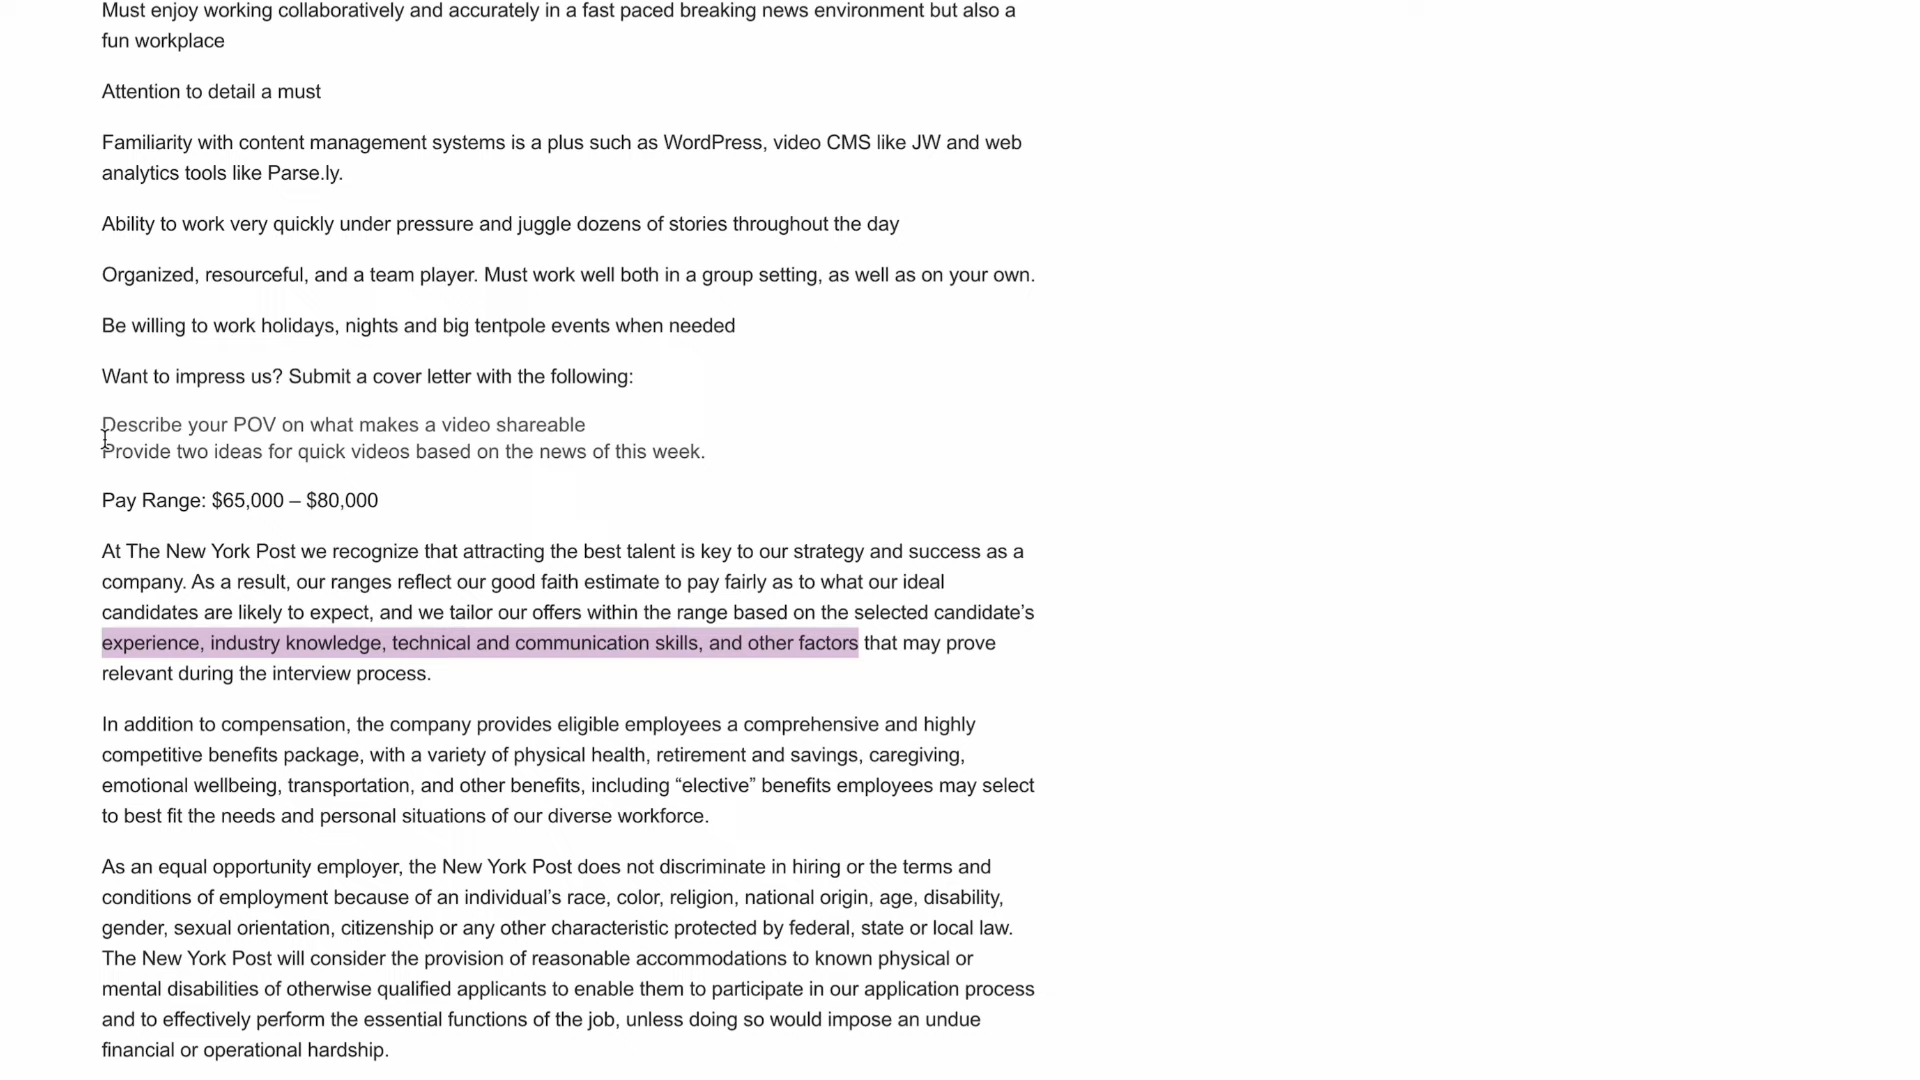 Must enjoy working collaboratively and accurately in a fast paced breaking news environment but also a
fun workplace
Attention to detail a must
Familiarity with content management systems is a plus such as WordPress, video CMS like JW and web
analytics tools like Parse.ly.
Ability to work very quickly under pressure and juggle dozens of stories throughout the day
Organized, resourceful, and a team player. Must work well both in a group setting, as well as on your own.
Be willing to work holidays, nights and big tentpole events when needed
Want to impress us? Submit a cover letter with the following:
Describe your POV on what makes a video shareable
Provide two ideas for quick videos based on the news of this week.
Pay Range: $65,000 – $80,000
At The New York Post we recognize that attracting the best talent is key to our strategy and success as a
company. As a result, our ranges reflect our good faith estimate to pay fairly as to what our ideal
candidates are likely to expect, and we tailor our offers within the range based on the selected candidate’s
experience, industry knowledge, technical and communication skills, and other factors that may prove
relevant during the interview process.
In addition to compensation, the company provides eligible employees a comprehensive and highly
competitive benefits package, with a variety of physical health, retirement and savings, caregiving,
emotional wellbeing, transportation, and other benefits, including “elective” benefits employees may select
to best fit the needs and personal situations of our diverse workforce.
As an equal opportunity employer, the New York Post does not discriminate in hiring or the terms and
conditions of employment because of an individual’s race, color, religion, national origin, age, disability,
gender, sexual orientation, citizenship or any other characteristic protected by federal, state or local law.
The New York Post will consider the provision of reasonable accommodations to known physical or
mental disabilities of otherwise qualified applicants to enable them to participate in our application process
and to effectively perform the essential functions of the job, unless doing so would impose an undue
financial or operational hardship.